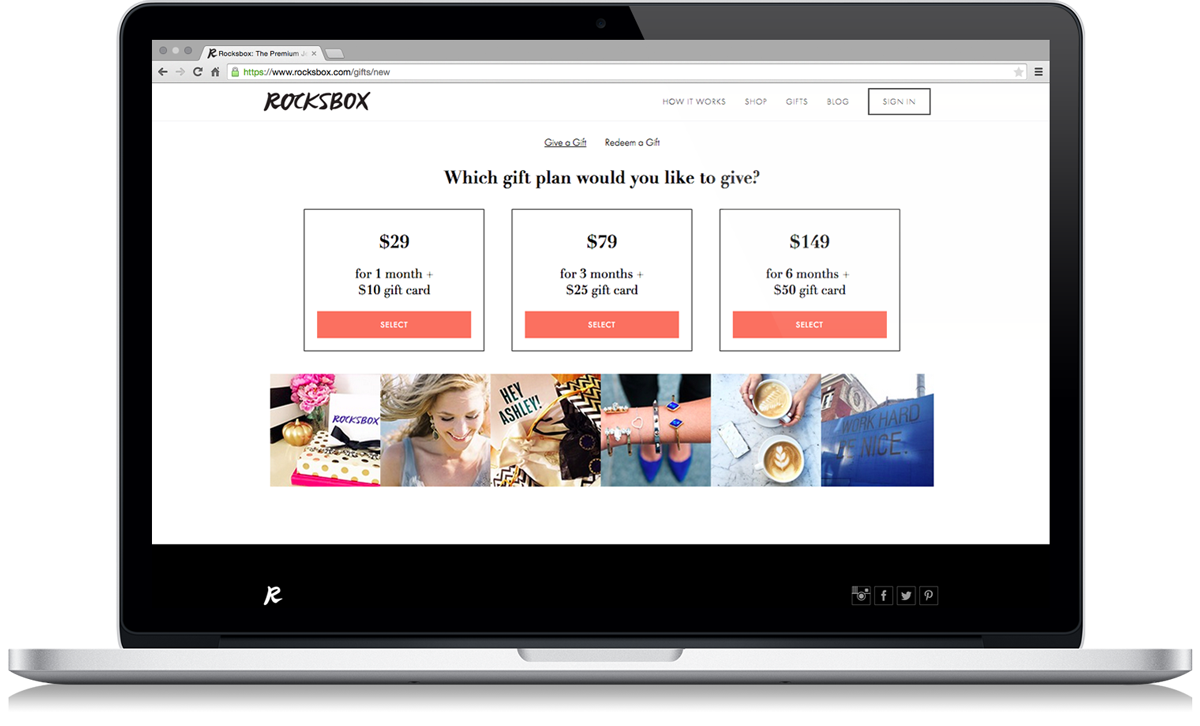 Rocksbox: The Premium J
https://www.rocksbox.com/gifts/new
ROCKSBOX
HOW IT WORKS SHOP GIFTS BLOG SIGN IN
Give a Gift Redeem a Gift
Which gift plan would you like to give?
$29
for 1 month +
$10 gift card
SELECT
$79
for 3 months +
$25 gift card
SELECT
$149
for 6 months +
$50 gift card
SELECT
ROCKSBOX
HEY
ASHLEY!
WORK HARD
BE NICE.
R